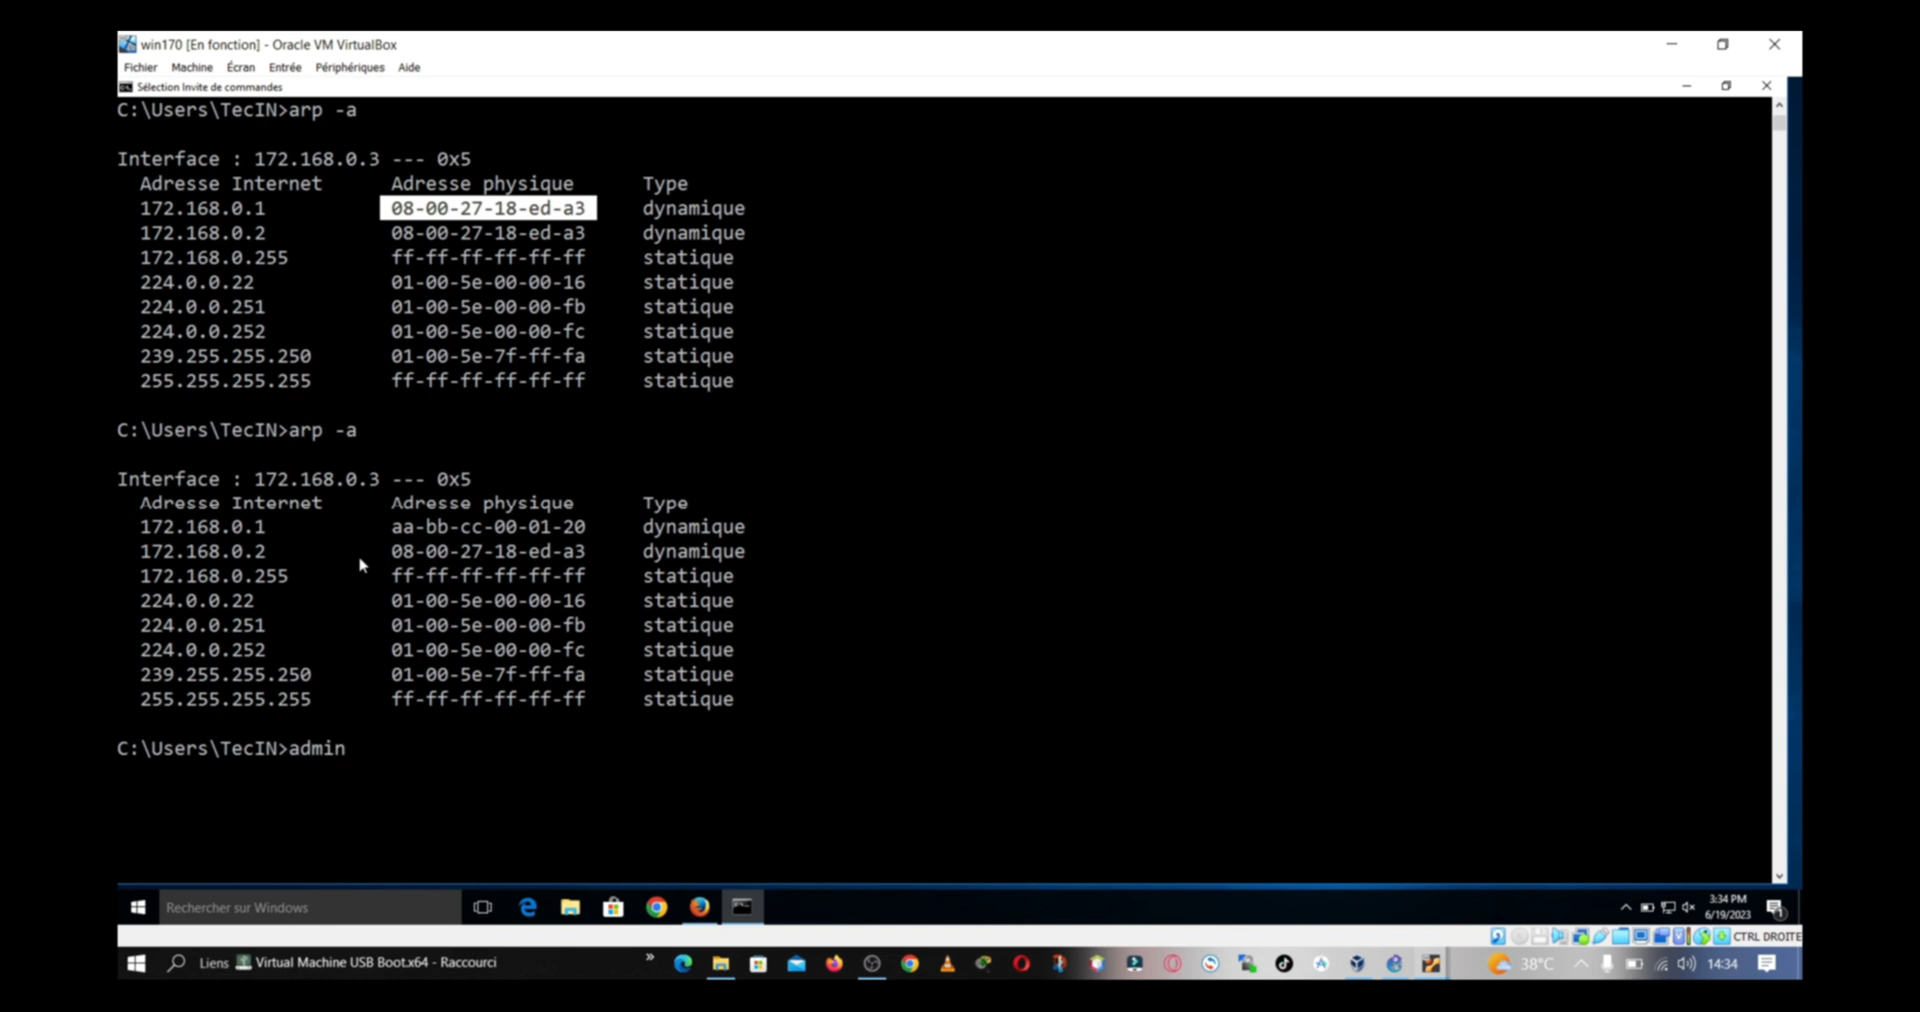 win170 [En fonction] - Oracle VM VirtualBox
Fichier Machine Écran Entrée Périphériques Aide
Sélection Invite de commandes
C:\Users\TecIN>arp -a
Interface : 172.168.0.3 --- 0x5
Adresse Internet Adresse physique Type
172.168.0.1 08-00-27-18-ed-a3 dynamique
172.168.0.2 08-00-27-18-ed-a3 dynamique
172.168.0.255 ff-ff-ff-ff-ff-ff statique
224.0.0.22 01-00-5e-00-00-16 statique
224.0.0.251 01-00-5e-00-00-fb statique
224.0.0.252 01-00-5e-00-00-fc statique
239.255.255.250 01-00-5e-7f-ff-fa statique
255.255.255.255 ff-ff-ff-ff-ff-ff statique
C:\Users\TecIN>arp -a
Interface : 172.168.0.3 --- 0x5
Adresse Internet Adresse physique Type
172.168.0.1 aa-bb-cc-00-01-20 dynamique
172.168.0.2 08-00-27-18-ed-a3 dynamique
172.168.0.255 ff-ff-ff-ff-ff-ff statique
224.0.0.22 01-00-5e-00-00-16 statique
224.0.0.251 01-00-5e-00-00-fb statique
224.0.0.252 01-00-5e-00-00-fc statique
239.255.255.250 01-00-5e-7f-ff-fa statique
255.255.255.255 ff-ff-ff-ff-ff-ff statique
C:\Users\TecIN>admin
Rechercher sur Windows
3:34 PM
6/19/2023
CTRL DROITE
Liens Virtual Machine USB Boot.x64 - Raccourci » 38°C 14:34